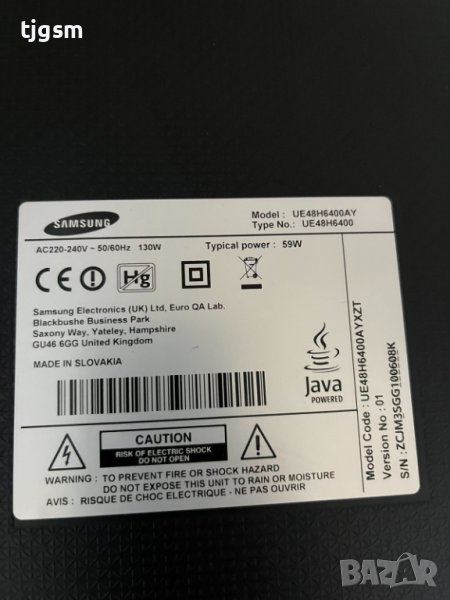 tjgsm
SAMSUNG
Model : UE48H6400AY
Type No.: UE48H6400
AC220-240V ~ 50/60Hz 130W
Typical power : 59W
CE
Hg
Samsung Electronics (UK) Ltd, Euro QA Lab.
Blackbushe Business Park
Saxony Way, Yateley, Hampshire
GU46 6GG United Kingdom
MADE IN SLOVAKIA
Java
POWERED
Model Code : UE48H6400AYXZT
Version No : 01
S/N : ZCJM3SGG100608K
CAUTION
RISK OF ELECTRIC SHOCK
DO NOT OPEN
WARNING : TO PREVENT FIRE OR SHOCK HAZARD
DO NOT EXPOSE TO RAIN OR MOISTURE
AVIS : RISQUE DE CHOC ELECTRIQUE - NE PAS OUVRIR
BAZAR